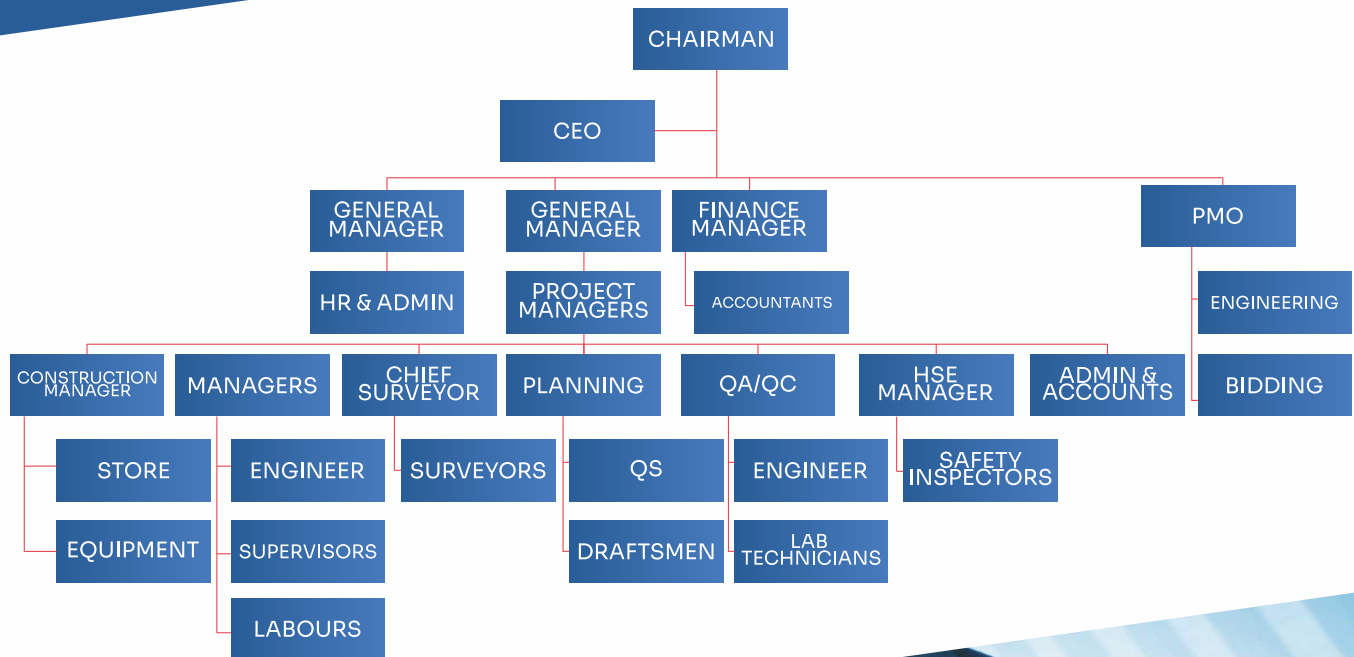 CHAIRMAN
CEO
GENERAL
MANAGER
GENERAL
MANAGER
FINANCE
MANAGER
PMO
HR & ADMIN
PROJECT
MANAGERS
ACCOUNTANTS
ENGINEERING
CONSTRUCTION
MANAGER
MANAGERS
CHIEF
SURVEYOR
PLANNING
QA/QC
HSE
MANAGER
ADMIN &
ACCOUNTS
BIDDING
STORE
ENGINEER
SURVEYORS
QS
ENGINEER
SAFETY
INSPECTORS
EQUIPMENT
SUPERVISORS
DRAFTSMEN
LAB
TECHNICIANS
LABOURS